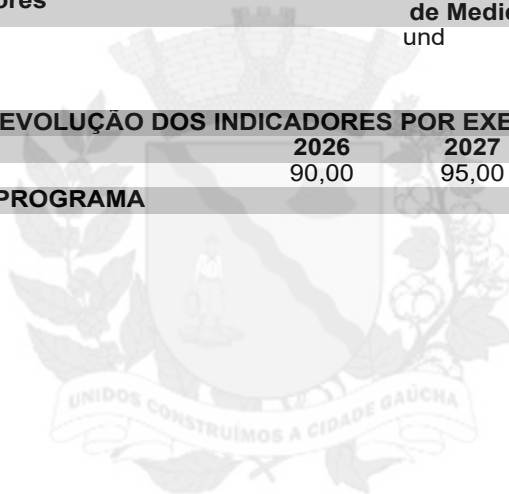 ores
de Medi
und
EVOLUÇÃO DOS INDICADORES POR EXE
2026 2027
90,00 95,00
PROGRAMA
UNIDOS CONSTRUÍMOS A CIDADE GAÚCHA